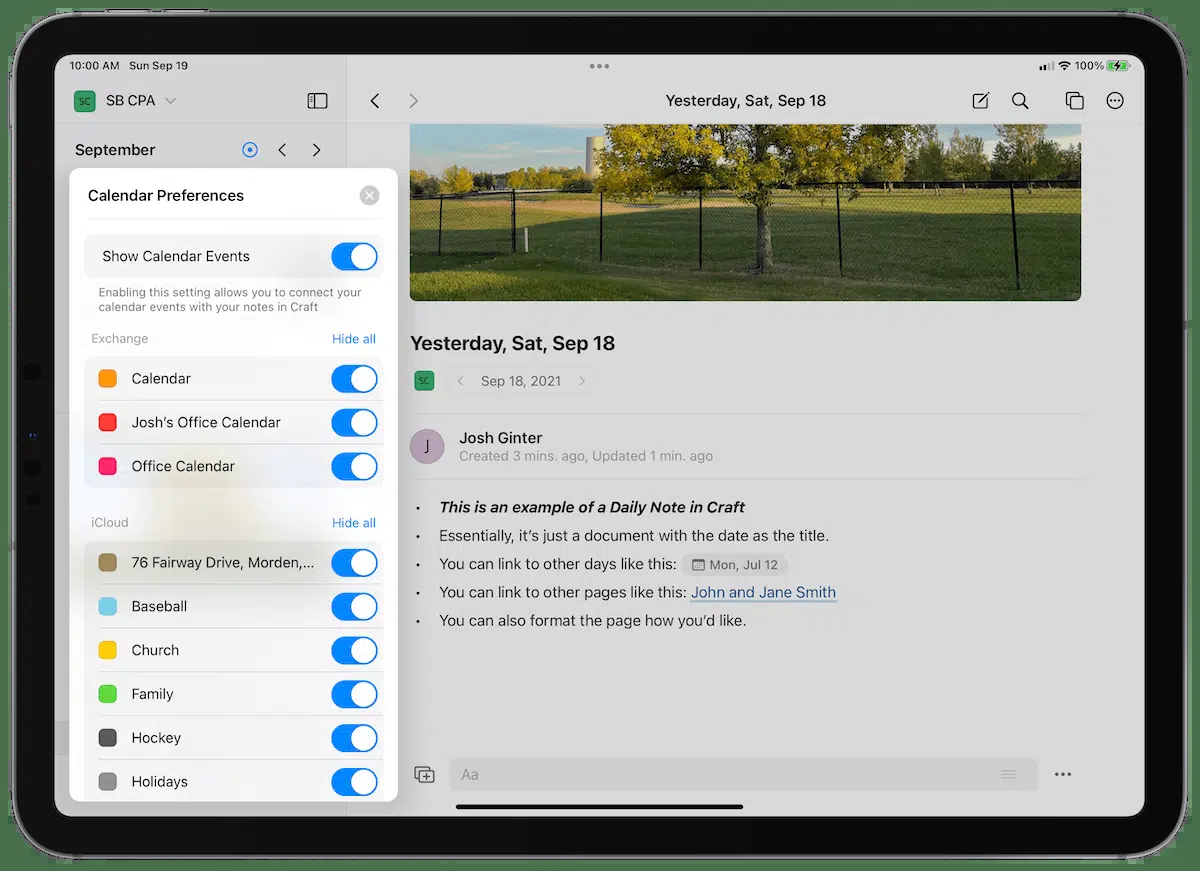 10:00 AM Sun Sep 19
100%
SC SB CPA
Yesterday, Sat, Sep 18
September
Calendar Preferences
Show Calendar Events
Enabling this setting allows you to connect your
calendar events with your notes in Craft
Exchange Hide all
Calendar
Josh's Office Calendar
Office Calendar
iCloud Hide all
76 Fairway Drive, Morden,...
Baseball
Church
Family
Hockey
Holidays
Yesterday, Sat, Sep 18
SC Sep 18, 2021
J Josh Ginter
Created 3 mins. ago, Updated 1 min. ago
• This is an example of a Daily Note in Craft
• Essentially, it's just a document with the date as the title.
• You can link to other days like this: Mon, Jul 12
• You can link to other pages like this: John and Jane Smith
• You can also format the page how you'd like.
Aa